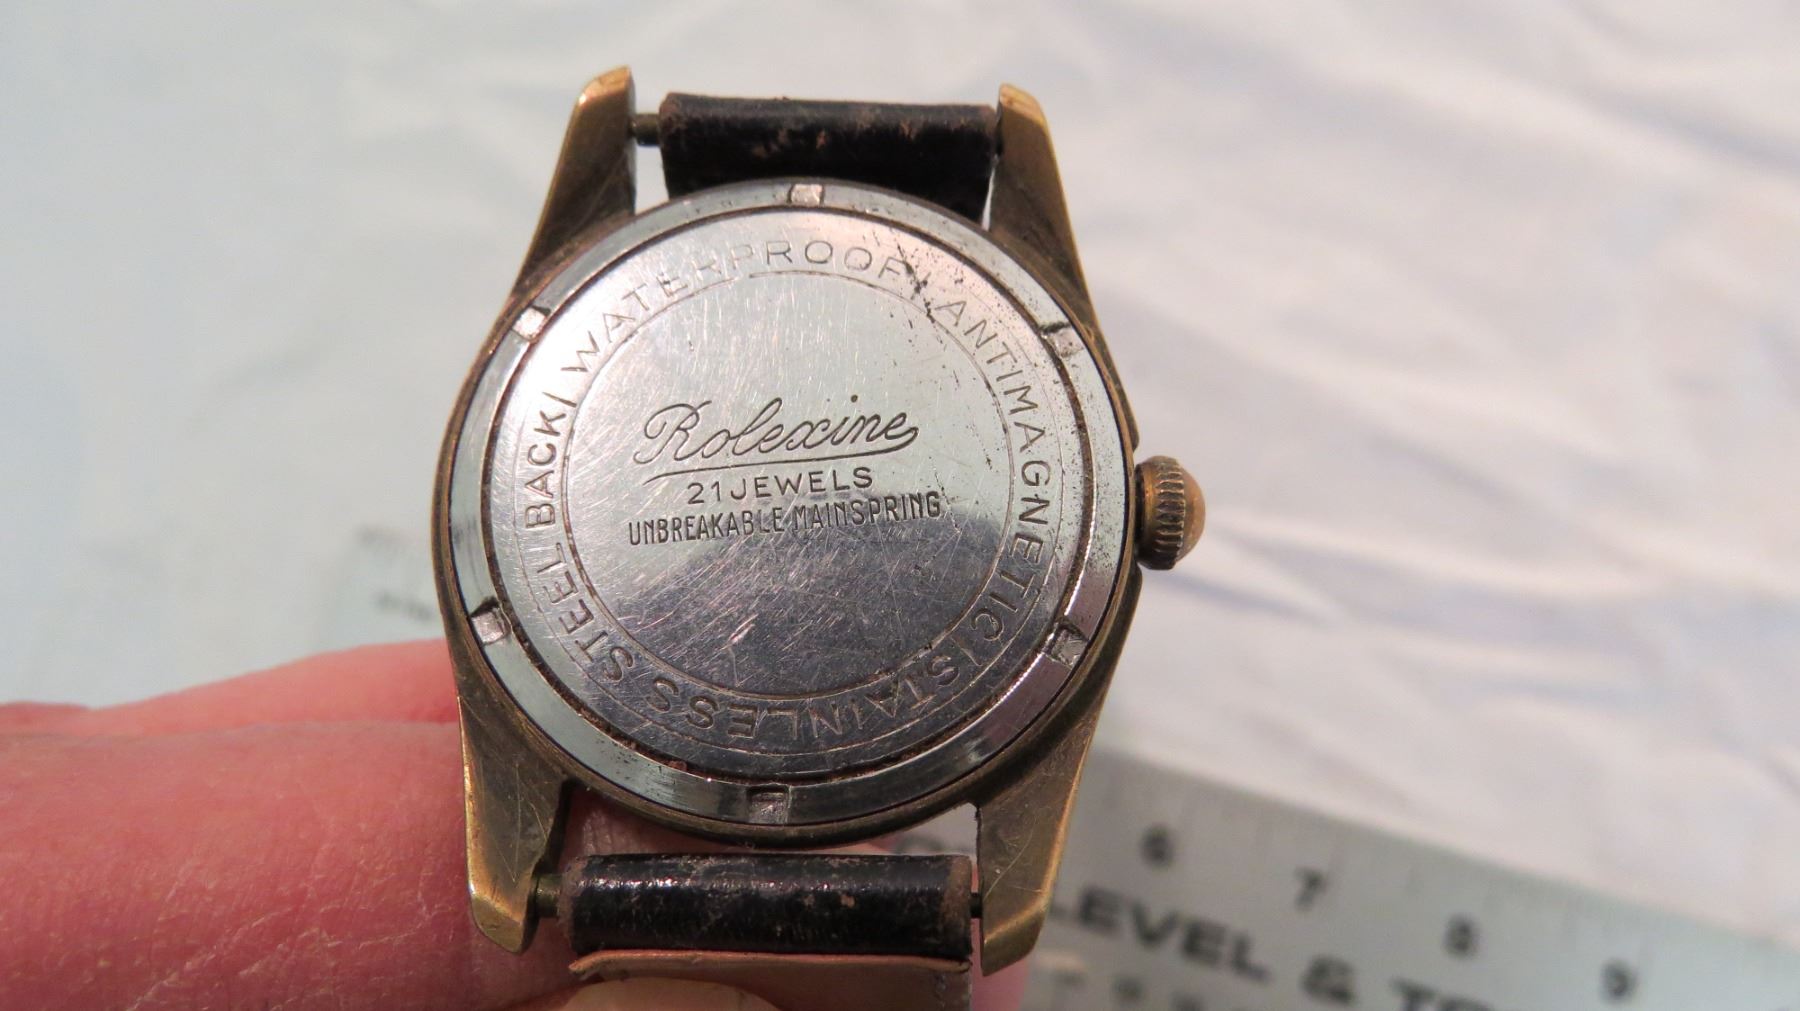 WATERPROOF | ANTIMAGNETIC | STAINLESS STEEL BACK |
Rolexine
21 JEWELS
UNBREAKABLE MAINSPRING
6 7 8 9
LEVEL &